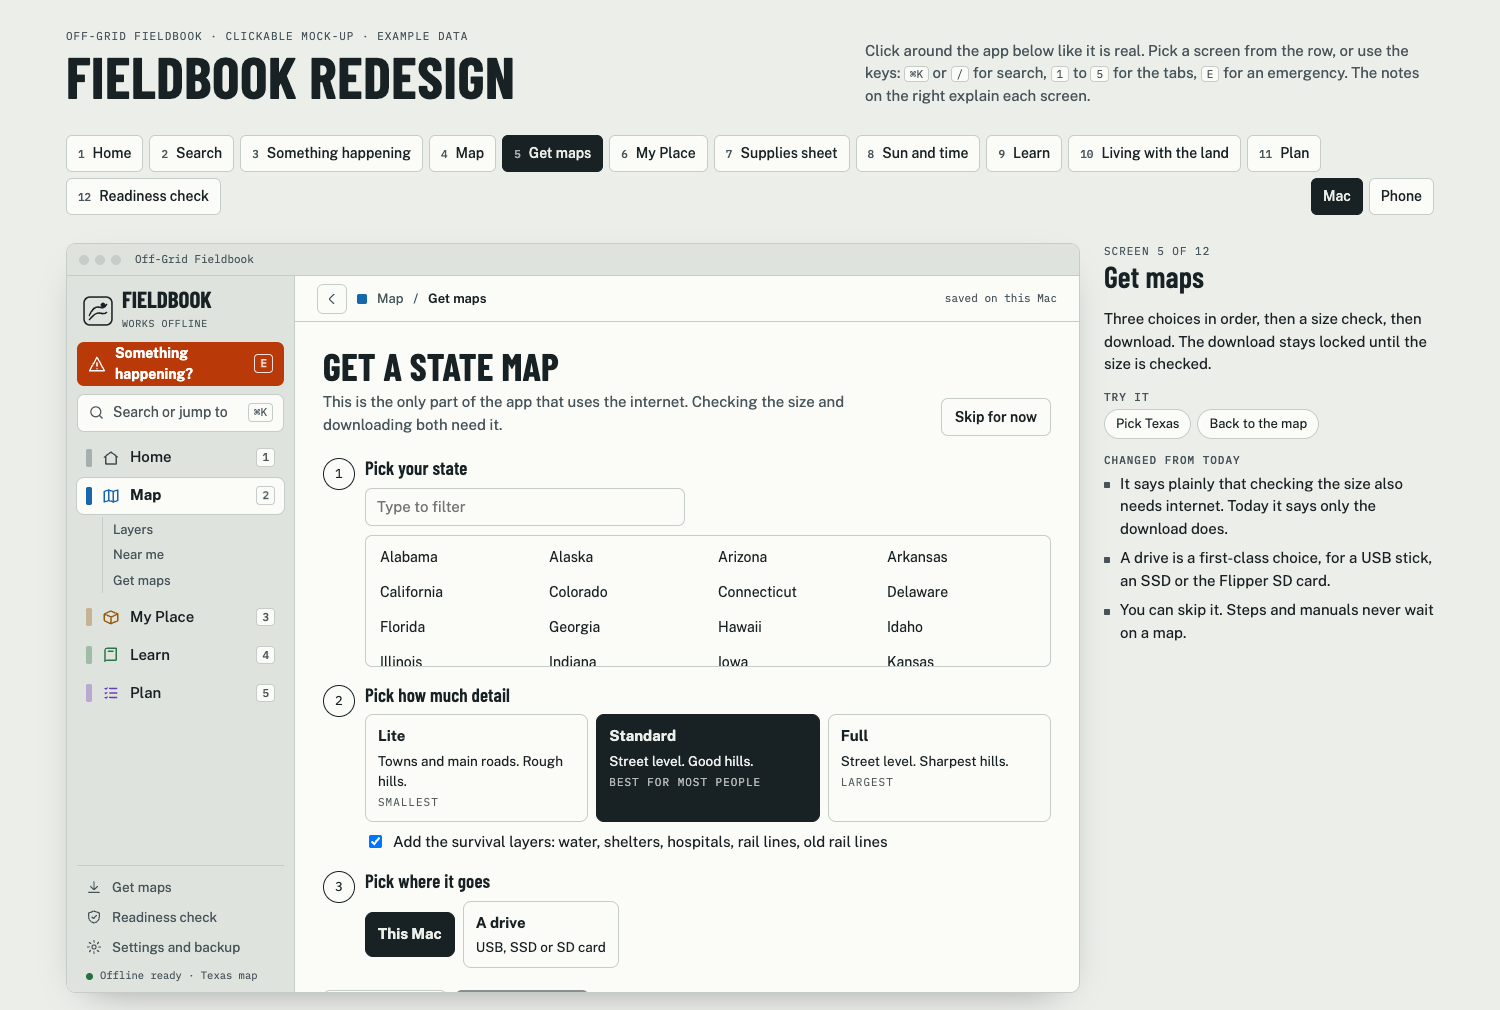 OFF-GRID FIELDBOOK · CLICKABLE MOCK-UP · EXAMPLE DATA
FIELDBOOK REDESIGN
Click around the app below like it is real. Pick a screen from the row, or use the
keys: ⌘K or / for search, 1 to 5 for the tabs, E for an emergency. The notes
on the right explain each screen.
1 Home
2 Search
3 Something happening
4 Map
5 Get maps
6 My Place
7 Supplies sheet
8 Sun and time
9 Learn
10 Living with the land
11 Plan
12 Readiness check
Mac
Phone
Off-Grid Fieldbook
FIELDBOOK
WORKS OFFLINE
Something
happening?
E
Search or jump to ⌘K
Home 1
Map 2
Layers
Near me
Get maps
My Place 3
Learn 4
Plan 5
Get maps
Readiness check
Settings and backup
Offline ready · Texas map
Map / Get maps
saved on this Mac
GET A STATE MAP
This is the only part of the app that uses the internet. Checking the size and
downloading both need it.
Skip for now
1 Pick your state
Type to filter
Alabama Alaska Arizona Arkansas
California Colorado Connecticut Delaware
Florida Georgia Hawaii Idaho
Illinois Indiana Iowa Kansas
2 Pick how much detail
Lite
Towns and main roads. Rough
hills.
SMALLEST
Standard
Street level. Good hills.
BEST FOR MOST PEOPLE
Full
Street level. Sharpest hills.
LARGEST
Add the survival layers: water, shelters, hospitals, rail lines, old rail lines
3 Pick where it goes
This Mac
A drive
USB, SSD or SD card
SCREEN 5 OF 12
Get maps
Three choices in order, then a size check, then
download. The download stays locked until the
size is checked.
TRY IT
Pick Texas
Back to the map
CHANGED FROM TODAY
It says plainly that checking the size also
needs internet. Today it says only the
download does.
A drive is a first-class choice, for a USB stick,
an SSD or the Flipper SD card.
You can skip it. Steps and manuals never wait
on a map.